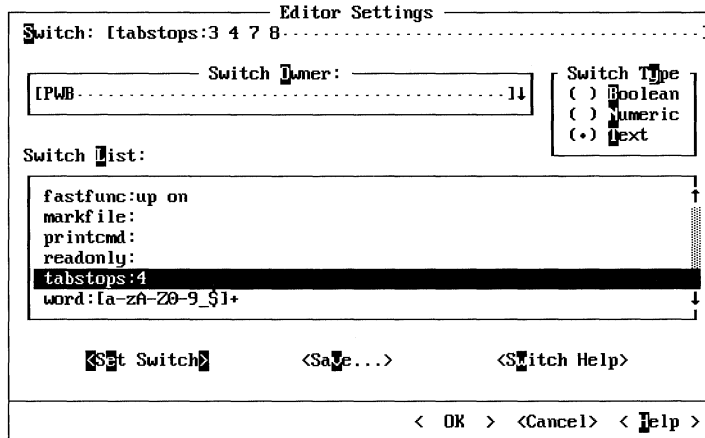 Editor Settings
Switch: [tabstops:3 4 7 8················································]
Switch Owner:
[PWB················································]↓
Switch Type
( ) Boolean
( ) Numeric
(•) Text
Switch List:
fastfunc:up on
markfile:
printcmd:
readonly:
tabstops:4
word:[a-zA-Z0-9_$]+
<Set Switch> <Save...> <Switch Help>
< OK > <Cancel> < Help >